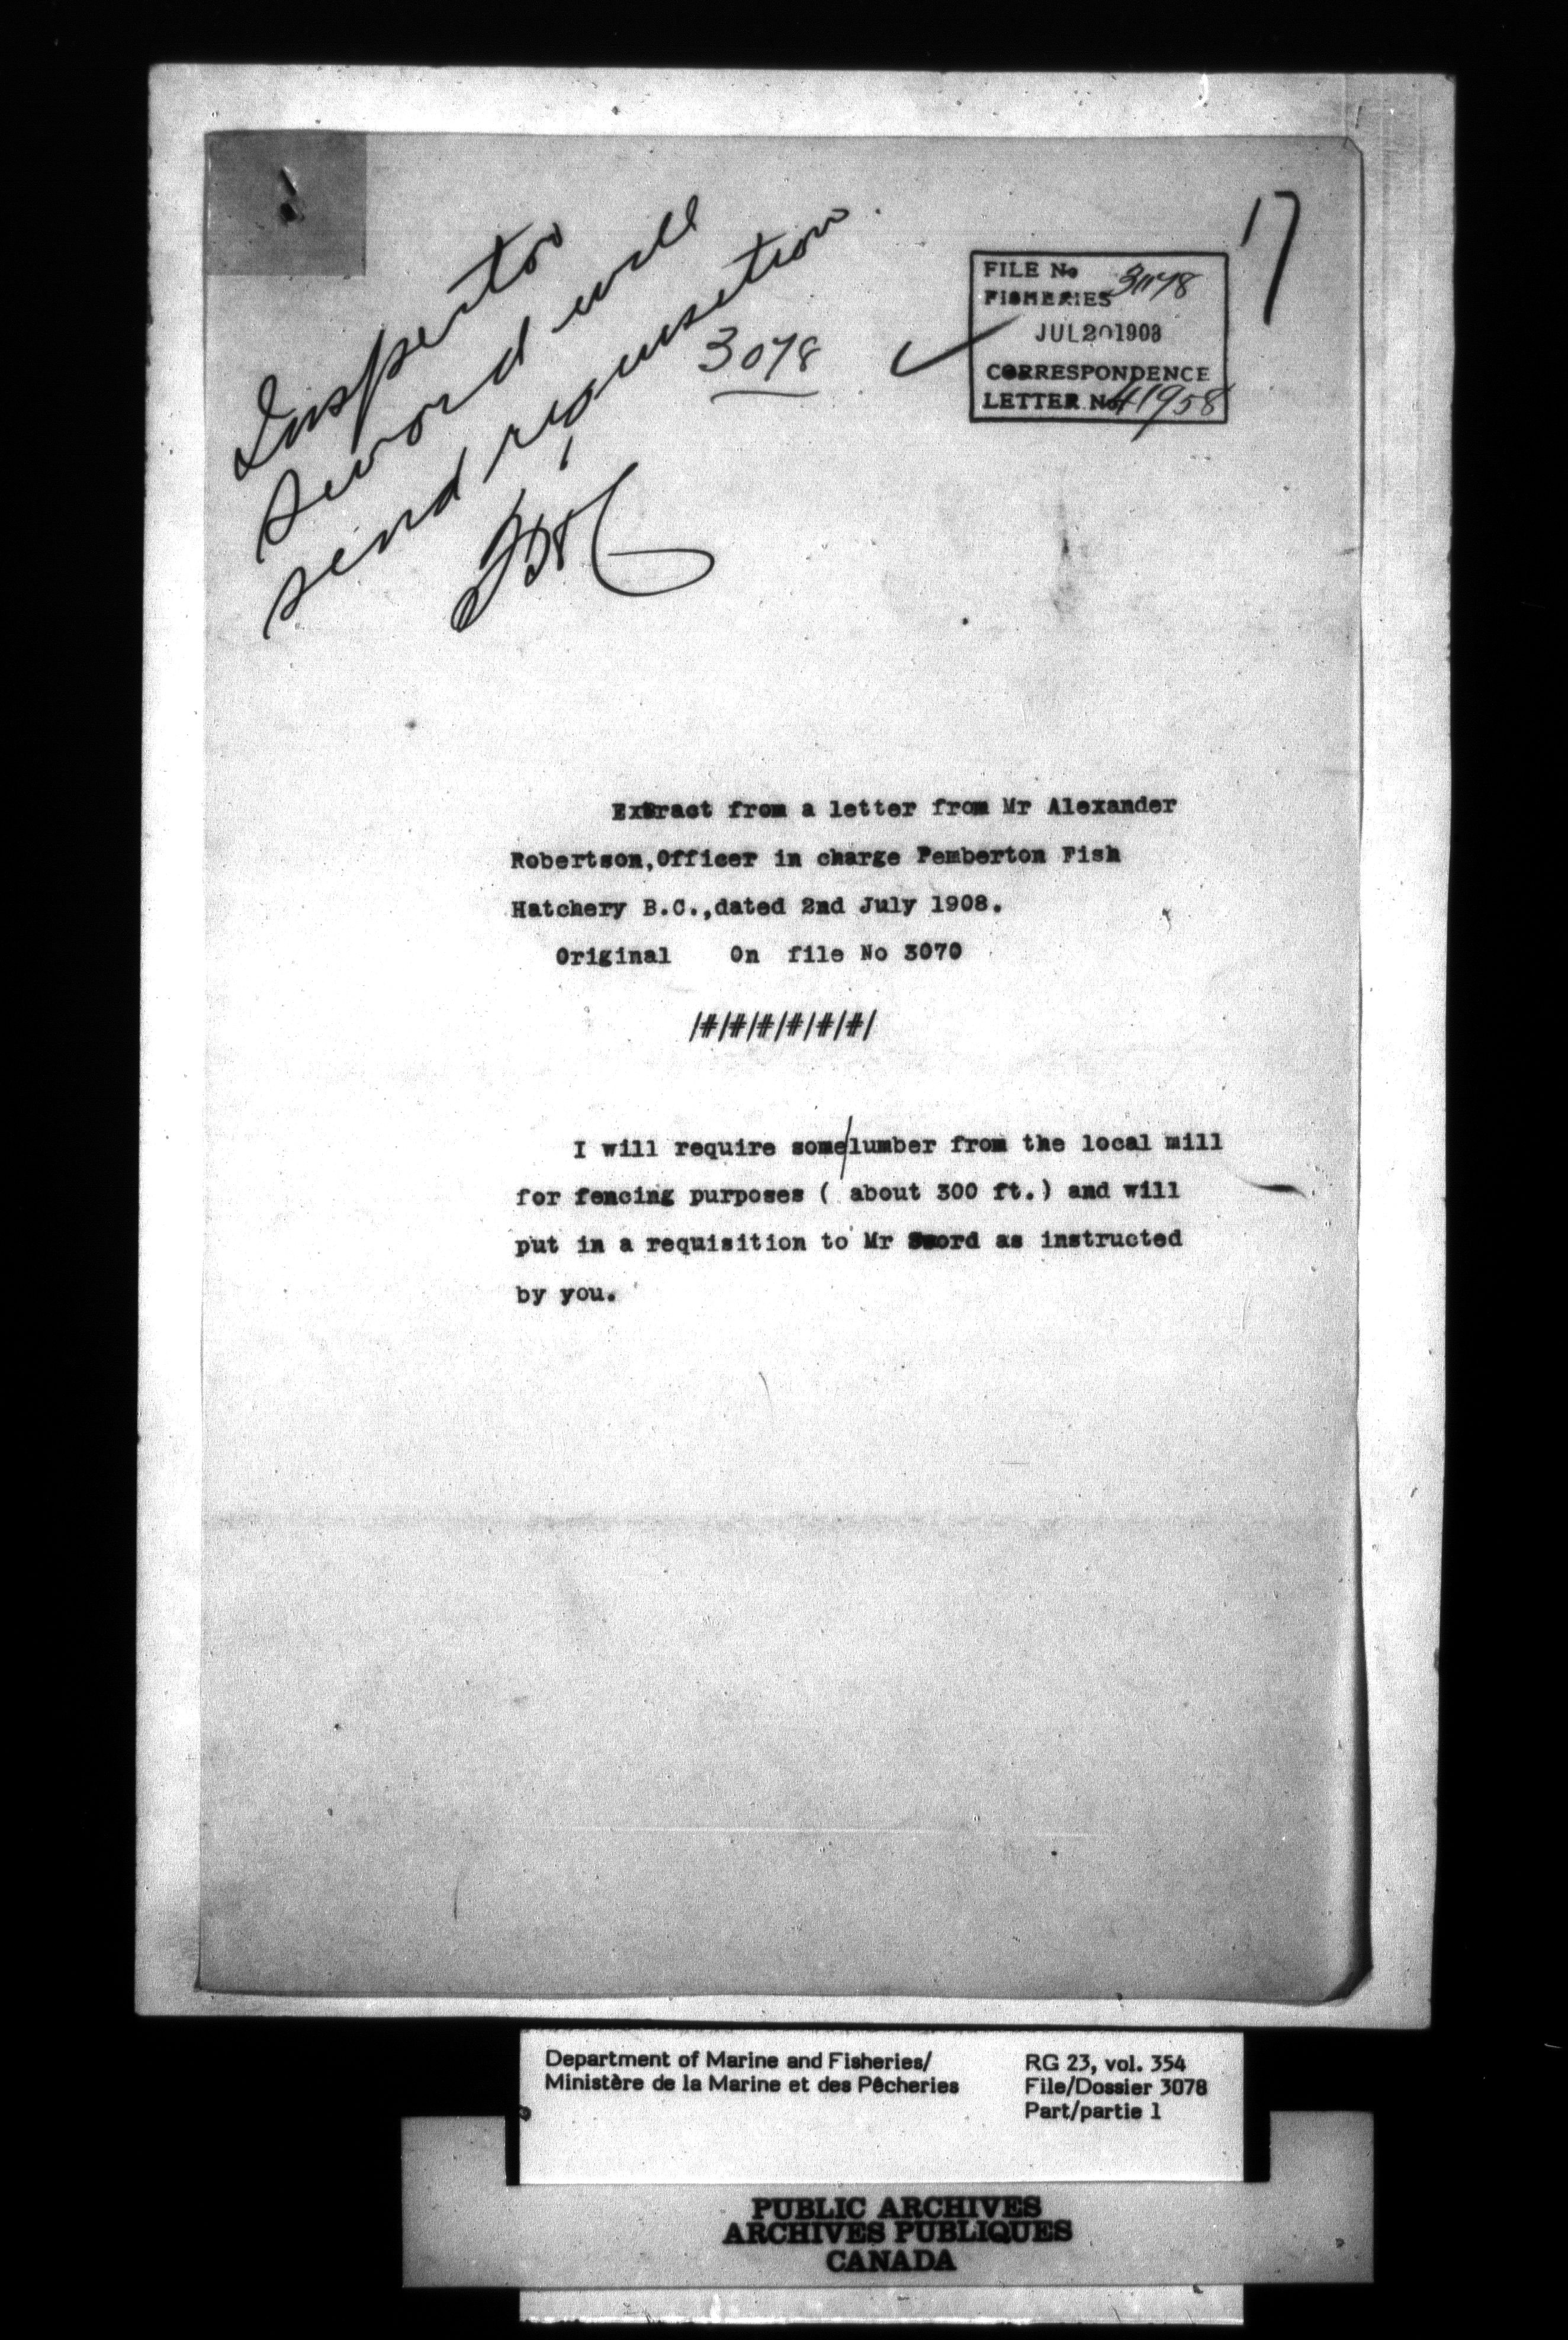 17
Inspector
Sword will
send requisition
3078
FILE No 3078
FISHERIES
JUL 20 1908
CORRESPONDENCE
LETTER No 41958
Extract from a letter from Mr Alexander
Robertson,Officer in charge Pemberton Fish
Hatchery B.C.,dated 2nd July 1908.
Original On file No 3070
/#/#/#/#/#/#/
I will require some/lumber from the local mill
for fencing purposes ( about 300 ft.) and will
put in a requisition to Mr Sword as instructed
by you.
Department of Marine and Fisheries/
Ministère de la Marine et des Pêcheries
RG 23, vol. 354
File/Dossier 3078
Part/partie 1
PUBLIC ARCHIVES
ARCHIVES PUBLIQUES
CANADA